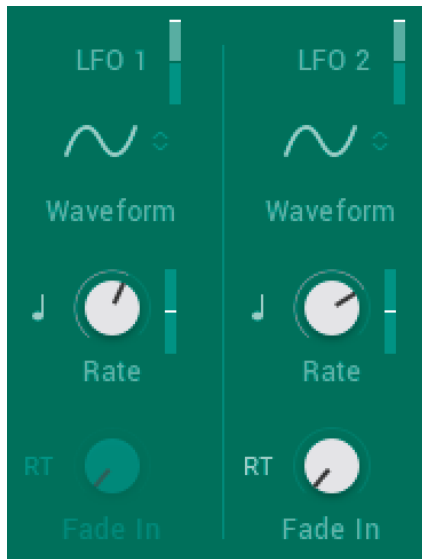 LFO 1
LFO 2
Waveform
Waveform
Rate
Rate
RT
RT
Fade In
Fade In